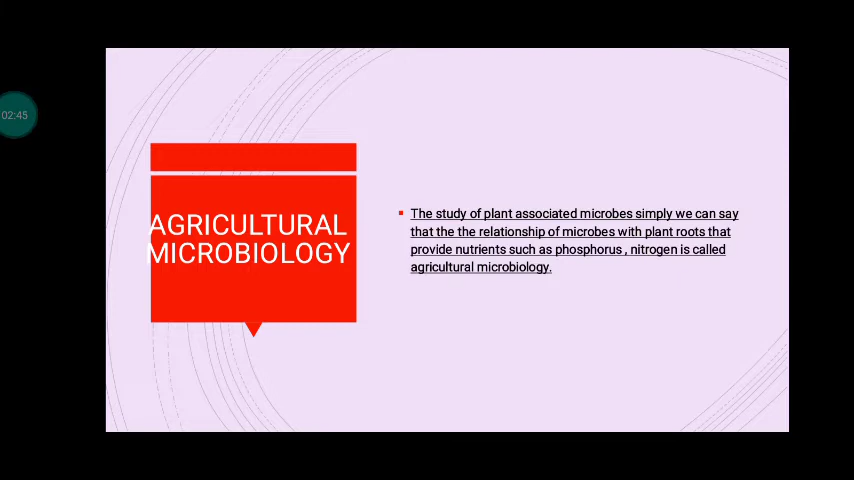 02:45
AGRICULTURAL
MICROBIOLOGY
The study of plant associated microbes simply we can say
that the the relationship of microbes with plant roots that
provide nutrients such as phosphorus , nitrogen is called
agricultural microbiology.